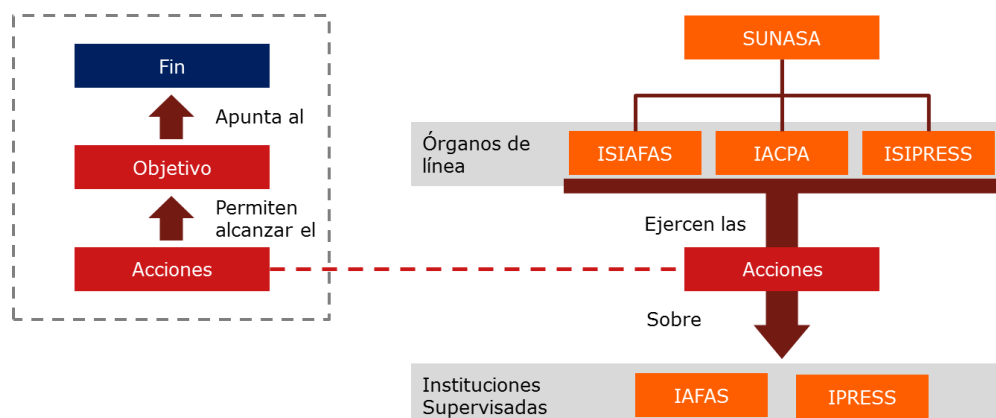 Fin
Apunta al
Objetivo
Permiten
alcanzar el
Acciones
SUNASA
Órganos de
línea
ISIAFAS
IACPA
ISIPRESS
Ejercen las
Acciones
Sobre
Instituciones
Supervisadas
IAFAS
IPRESS